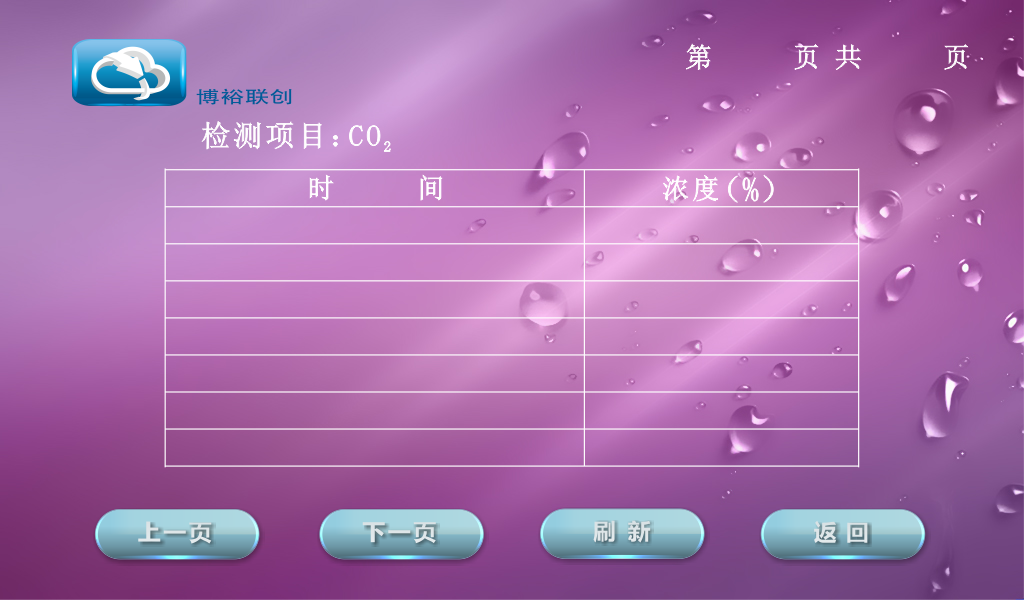 第 页 共 页
博裕联创
检测项目:CO₂
时 间 浓度(%)
上一页 下一页 刷新 返回